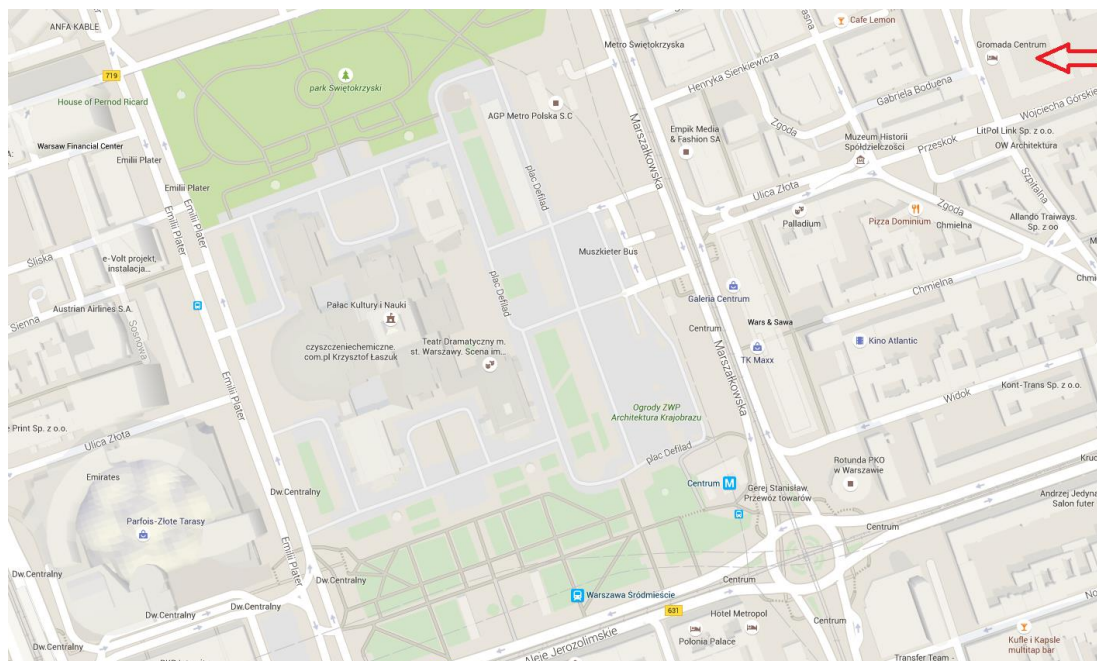 ANFA KABLE
719
park Świętokrzyski
House of Pernod Ricard
Warsaw Financial Center
Emilii Plater
Emilii Plater
Emilii Plater
Emilii Plater
Emilii Plater
Emilii Plater
Śliska
e-Volt projekt,
instalacja...
Austrian Airlines S.A.
Sienna
Sosnowa
Print Sp. z o.o.
Ulica Złota
Emirates
Parfois-Złote Tarasy
Dw.Centralny
Dw.Centralny
Dw.Centralny
Dw.Centralny
Dw.Centralny
Pałac Kultury i Nauki
czyszczeniechemiczne.
com.pl Krzysztof Łaszuk
Teatr Dramatyczny m.
st. Warszawy. Scena im...
AGP Metro Polska S.C
plac Defilad
plac Defilad
plac Defilad
Muszkieter Bus
Ogrody ZWP
Architektura Krajobrazu
Metro Świętokrzyska
Marszałkowska
Marszałkowska
Henryka Sienkiewicza
Cafe Lemon
Jasna
Gromada Centrum
Gabriela Boduena
Wojciecha Górskie
Zgoda
Empik Media
& Fashion SA
Muzeum Historii
Spółdzielczości
Przeskok
LitPol Link Sp. z o.o.
OW Architektura
Szpitalna
Ulica Złota
Palladium
Pizza Dominium
Zgoda
Chmielna
Allando Traiways.
Sp. z oo
Chmie
Chmielna
Galeria Centrum
Centrum
Wars & Sawa
TK Maxx
Kino Atlantic
Kont-Trans Sp. z o.o.
Widok
Rotunda PKO
w Warszawie
Centrum
M
Gerej Stanisław.
Przewóz towarów
Kruc
Andrzej Jedyna
Salon futer
Centrum
Centrum
Centrum
Warszawa Śródmieście
631
Hotel Metropol
Polonia Palace
Aleje Jerozolimskie
No
Kufle i Kapsle
multitap bar
Transfer Team -